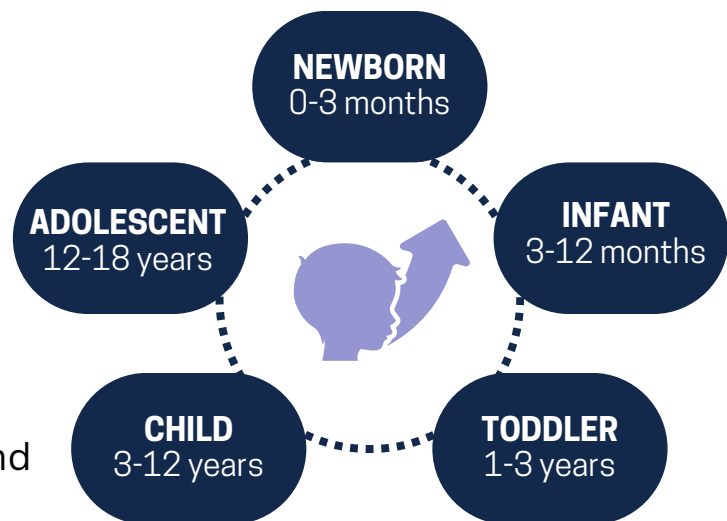 NEWBORN
0-3 months
INFANT
3-12 months
TODDLER
1-3 years
CHILD
3-12 years
ADOLESCENT
12-18 years